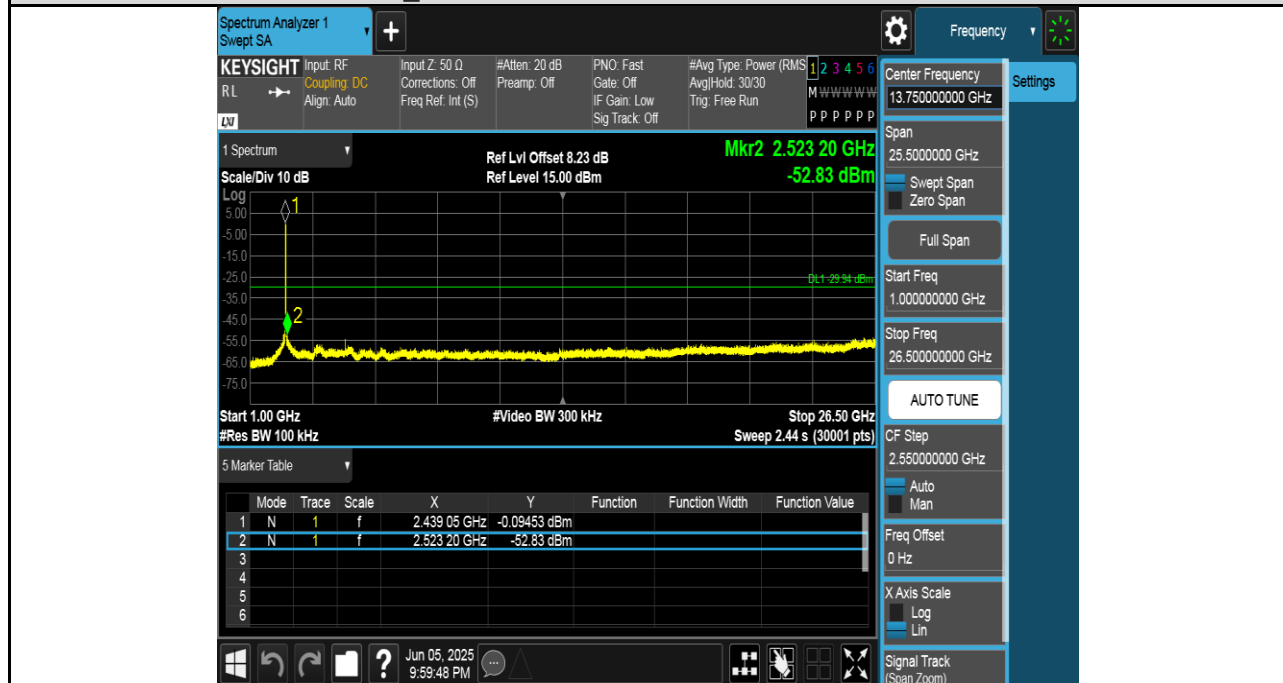 Spectrum Analyzer 1
Swept SA
+
Frequency
KEYSIGHT
RL
LXI
Input: RF
Coupling: DC
Align: Auto
Input Z: 50 Ω
Corrections: Off
Freq Ref: Int (S)
#Atten: 20 dB
Preamp: Off
PNO: Fast
Gate: Off
IF Gain: Low
Sig Track: Off
#Avg Type: Power (RMS
Avg|Hold: 30/30
Trig: Free Run
1 2 3 4 5 6
M W W W W W
P P P P P P
1 Spectrum
Scale/Div 10 dB
Ref Lvl Offset 8.23 dB
Ref Level 15.00 dBm
Mkr2 2.523 20 GHz
-52.83 dBm
Log
5.00
-5.00
-15.0
-25.0
-35.0
-45.0
-55.0
-65.0
-75.0
1
2
DL1 -29.94 dBm
Start 1.00 GHz
#Video BW 300 kHz
Stop 26.50 GHz
#Res BW 100 kHz
Sweep 2.44 s (30001 pts)
5 Marker Table
Mode Trace Scale X Y Function Function Width Function Value
1 N 1 f 2.439 05 GHz -0.09453 dBm
2 N 1 f 2.523 20 GHz -52.83 dBm
3
4
5
6
?
Jun 05, 2025
9:59:48 PM
Center Frequency
13.750000000 GHz
Settings
Span
25.5000000 GHz
Swept Span
Zero Span
Full Span
Start Freq
1.000000000 GHz
Stop Freq
26.500000000 GHz
AUTO TUNE
CF Step
2.550000000 GHz
Auto
Man
Freq Offset
0 Hz
X Axis Scale
Log
Lin
Signal Track
(Span Zoom)